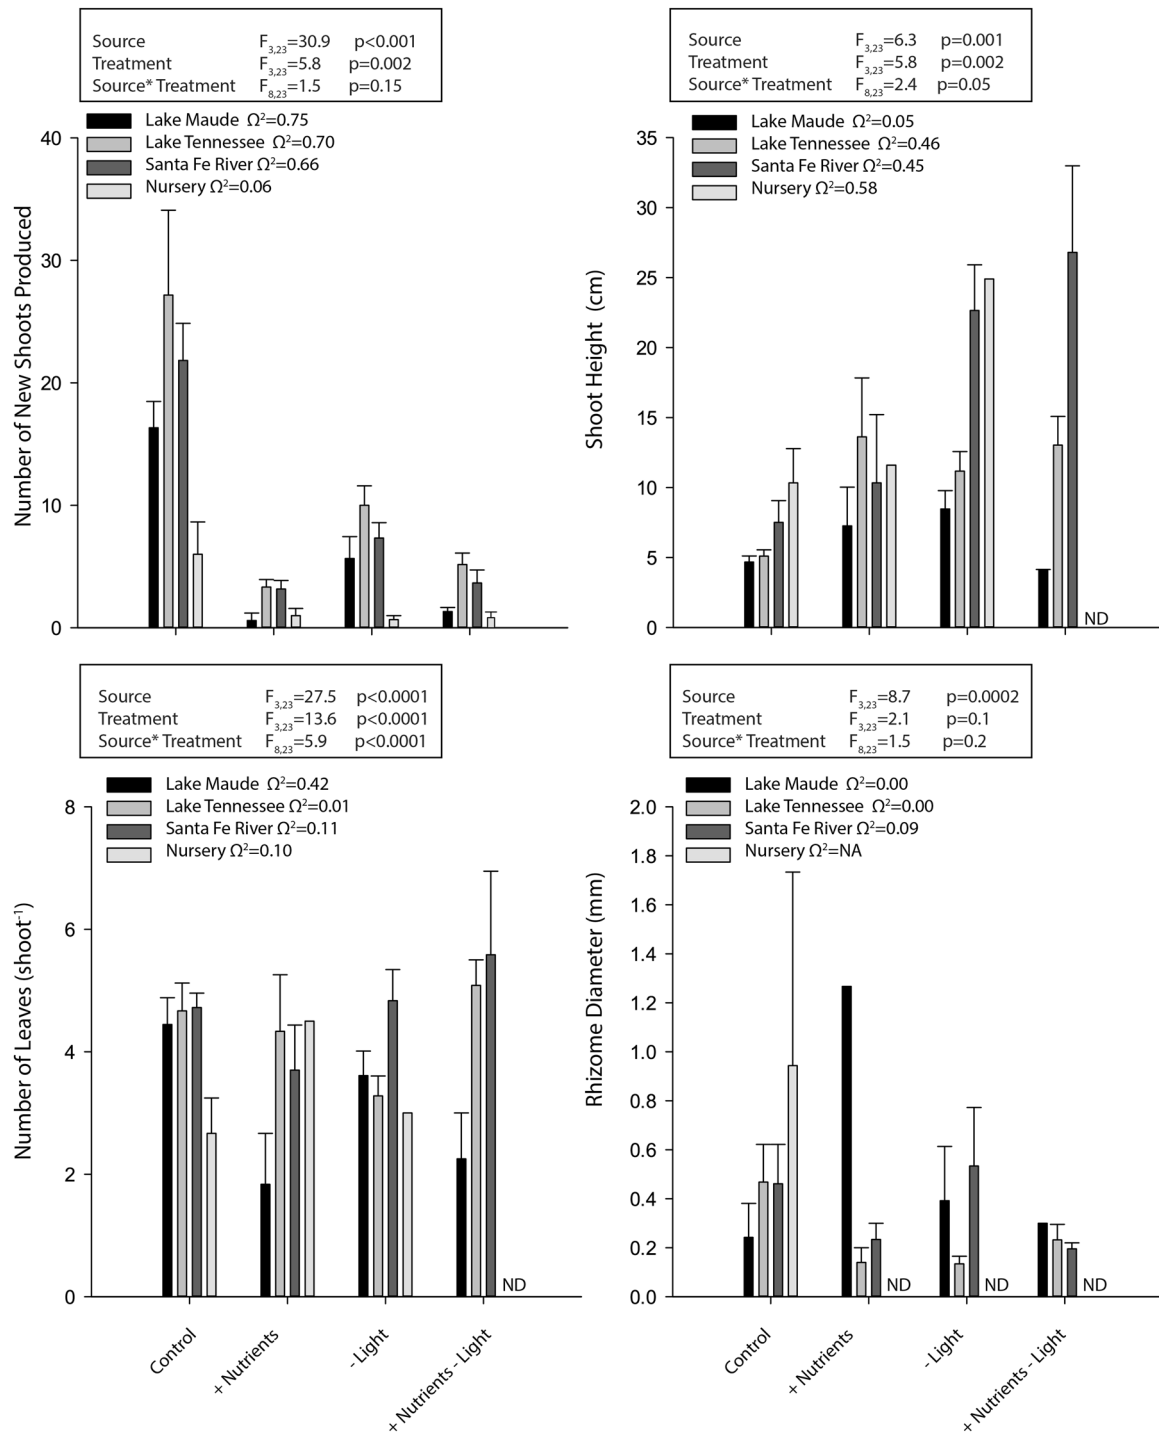 Source F3,23=30.9 p<0.001
Treatment F3,23=5.8 p=0.002
Source* Treatment F8,23=1.5 p=0.15
Lake Maude Ω²=0.75
Lake Tennessee Ω²=0.70
Santa Fe River Ω²=0.66
Nursery Ω²=0.06
Number of New Shoots Produced
40
30
20
10
0
Source F3,23=6.3 p=0.001
Treatment F3,23=5.8 p=0.002
Source* Treatment F8,23=2.4 p=0.05
Lake Maude Ω²=0.05
Lake Tennessee Ω²=0.46
Santa Fe River Ω²=0.45
Nursery Ω²=0.58
Shoot Height (cm)
35
30
25
20
15
10
5
0
ND
Source F3,23=27.5 p<0.0001
Treatment F3,23=13.6 p<0.0001
Source* Treatment F8,23=5.9 p<0.0001
Lake Maude Ω²=0.42
Lake Tennessee Ω²=0.01
Santa Fe River Ω²=0.11
Nursery Ω²=0.10
Number of Leaves (shoot⁻¹)
8
6
4
2
0
ND
Control
+ Nutrients
- Light
+ Nutrients - Light
Source F3,23=8.7 p=0.0002
Treatment F3,23=2.1 p=0.1
Source* Treatment F8,23=1.5 p=0.2
Lake Maude Ω²=0.00
Lake Tennessee Ω²=0.00
Santa Fe River Ω²=0.09
Nursery Ω²=NA
Rhizome Diameter (mm)
2.0
1.8
1.6
1.4
1.2
1.0
0.8
0.6
0.4
0.2
0.0
ND
ND
ND
Control
+ Nutrients
- Light
+ Nutrients - Light